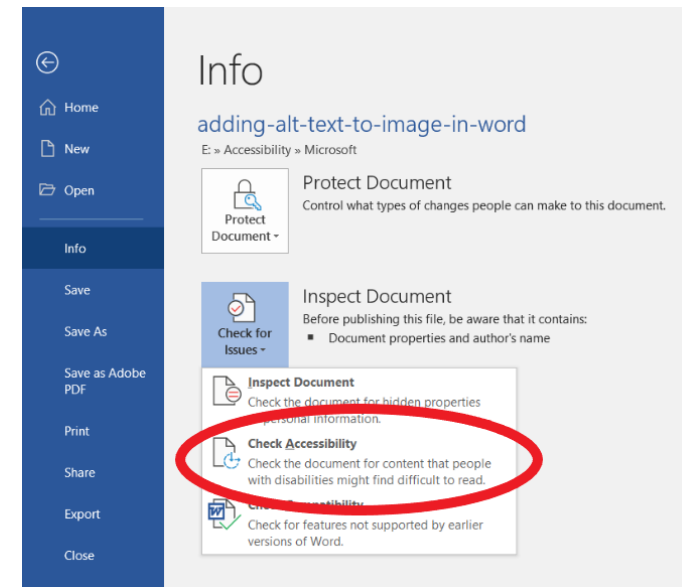 Info
adding-alt-text-to-image-in-word
E: » Accessibility » Microsoft
Home
New
Open
Info
Save
Save As
Save as Adobe
PDF
Print
Share
Export
Close
Protect
Document
Protect Document
Control what types of changes people can make to this document.
Check for
Issues
Inspect Document
Before publishing this file, be aware that it contains:
Document properties and author's name
Inspect Document
Check the document for hidden properties
personal information.
Check Accessibility
Check the document for content that people
with disabilities might find difficult to read.
Check Compatibility
Check for features not supported by earlier
versions of Word.